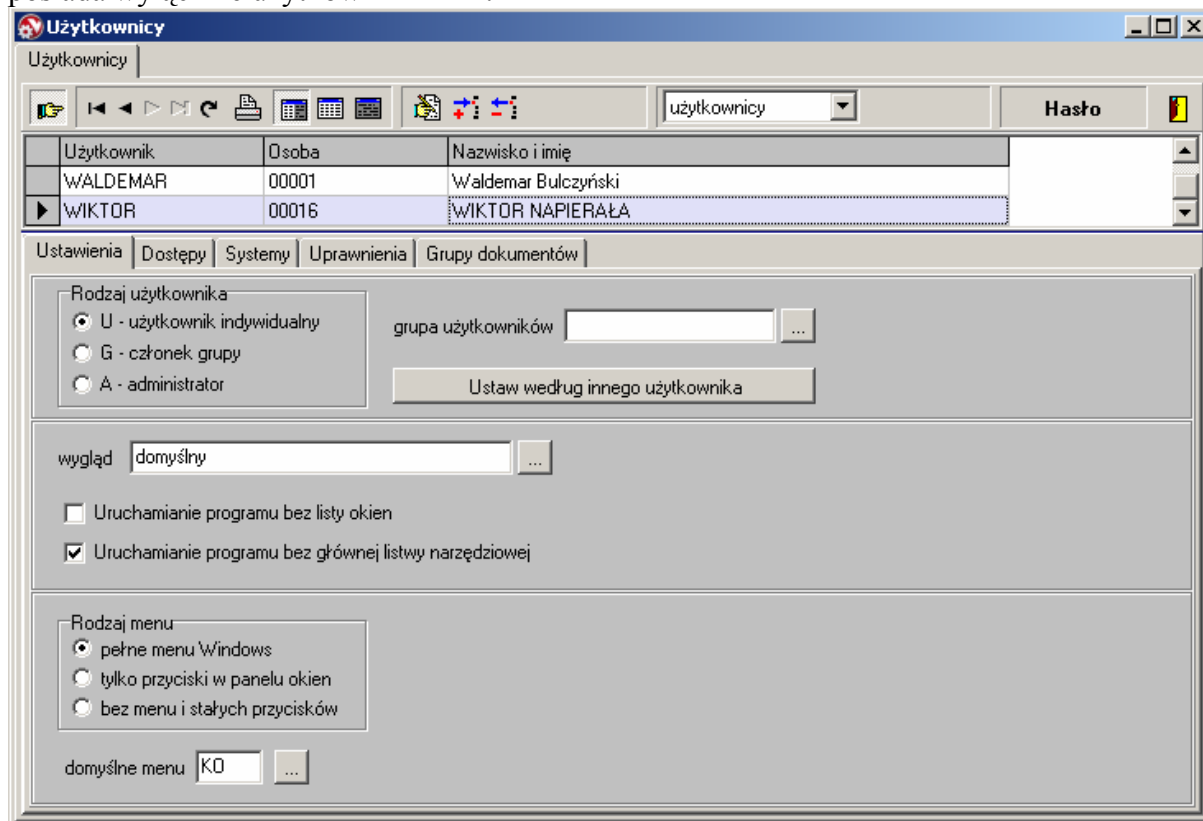 Użytkownicy
Użytkownicy
użytkownicy Hasło
Użytkownik Osoba Nazwisko i imię
WALDEMAR 00001 Waldemar Bulczyński
WIKTOR 00016 WIKTOR NAPIERAŁA
Ustawienia Dostępy Systemy Uprawnienia Grupy dokumentów
Rodzaj użytkownika
U - użytkownik indywidualny
grupa użytkowników ...
G - członek grupy
A - administrator
Ustaw według innego użytkownika
wygląd domyślny ...
Uruchamianie programu bez listy okien
Uruchamianie programu bez głównej listwy narzędziowej
Rodzaj menu
pełne menu Windows
tylko przyciski w panelu okien
bez menu i stałych przycisków
domyślne menu KO ...